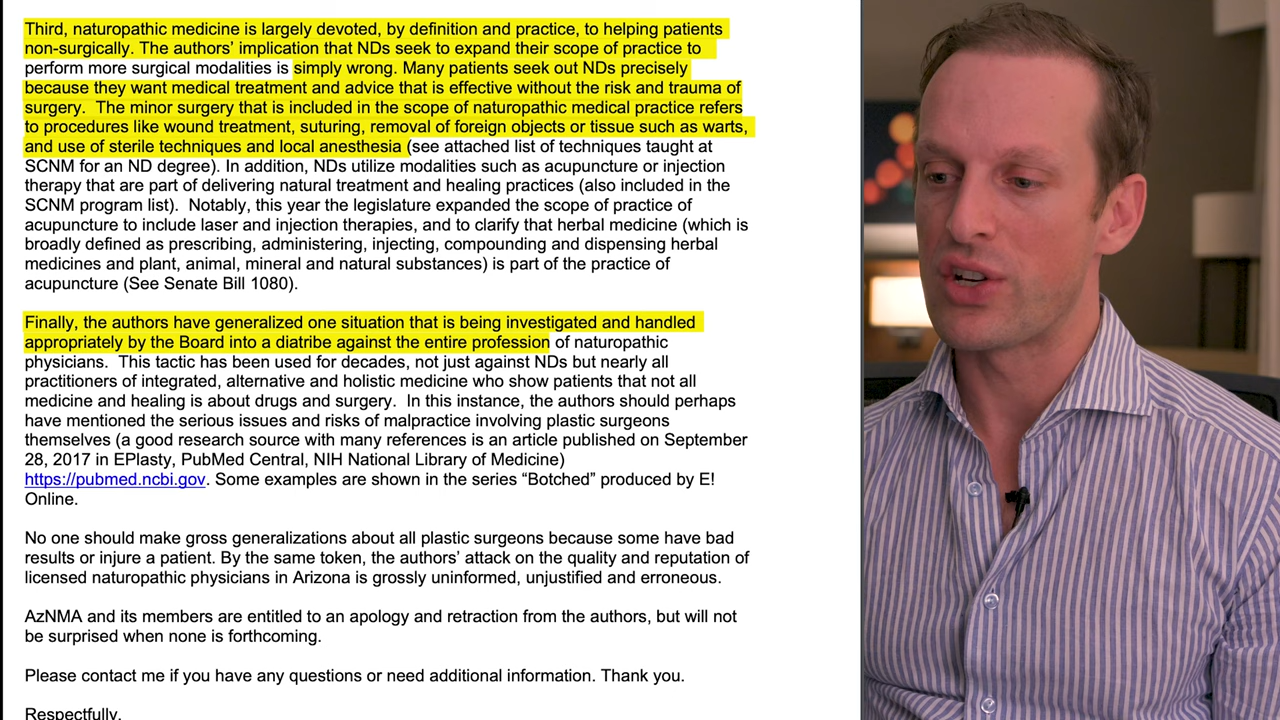 Third, naturopathic medicine is largely devoted, by definition and practice, to helping patients
non-surgically. The authors’ implication that NDs seek to expand their scope of practice to
perform more surgical modalities is simply wrong. Many patients seek out NDs precisely
because they want medical treatment and advice that is effective without the risk and trauma of
surgery.  The minor surgery that is included in the scope of naturopathic medical practice refers
to procedures like wound treatment, suturing, removal of foreign objects or tissue such as warts,
and use of sterile techniques and local anesthesia (see attached list of techniques taught at
SCNM for an ND degree). In addition, NDs utilize modalities such as acupuncture or injection
therapy that are part of delivering natural treatment and healing practices (also included in the
SCNM program list).  Notably, this year the legislature expanded the scope of practice of
acupuncture to include laser and injection therapies, and to clarify that herbal medicine (which is
broadly defined as prescribing, administering, injecting, compounding and dispensing herbal
medicines and plant, animal, mineral and natural substances) is part of the practice of
acupuncture (See Senate Bill 1080).
Finally, the authors have generalized one situation that is being investigated and handled
appropriately by the Board into a diatribe against the entire profession of naturopathic
physicians.  This tactic has been used for decades, not just against NDs but nearly all
practitioners of integrated, alternative and holistic medicine who show patients that not all
medicine and healing is about drugs and surgery.  In this instance, the authors should perhaps
have mentioned the serious issues and risks of malpractice involving plastic surgeons
themselves (a good research source with many references is an article published on September
28, 2017 in EPlasty, PubMed Central, NIH National Library of Medicine)
https://pubmed.ncbi.gov. Some examples are shown in the series “Botched” produced by E!
Online.
No one should make gross generalizations about all plastic surgeons because some have bad
results or injure a patient. By the same token, the authors’ attack on the quality and reputation of
licensed naturopathic physicians in Arizona is grossly uninformed, unjustified and erroneous.
AzNMA and its members are entitled to an apology and retraction from the authors, but will not
be surprised when none is forthcoming.
Please contact me if you have any questions or need additional information. Thank you.
Respectfully,